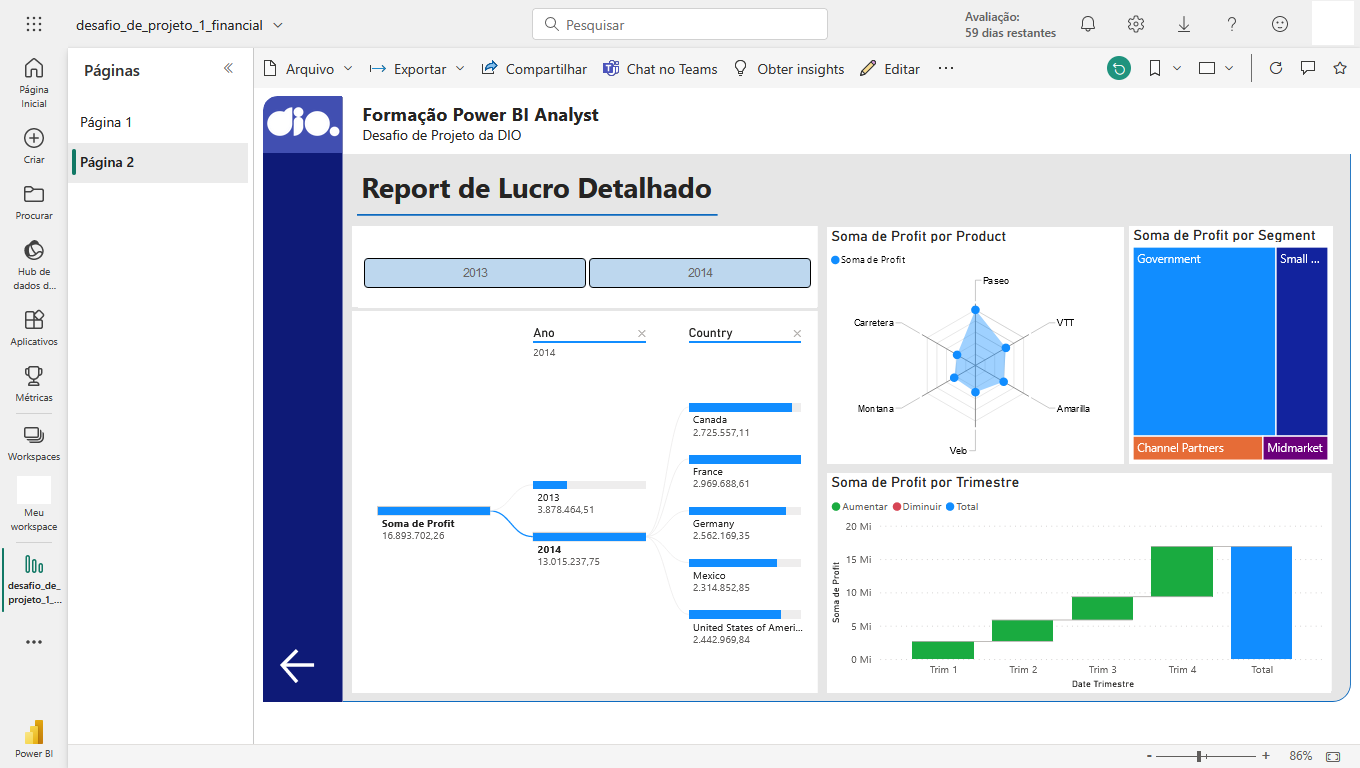 desafio_de_projeto_1_financial
Pesquisar
Avaliação:
59 dias restantes
Página
Inicial
Criar
Procurar
Hub de
dados d...
Aplicativos
Métricas
Workspaces
Meu
workspace
desafio_de_
projeto_1_...
Power BI
Páginas
Página 1
Página 2
Arquivo
Exportar
Compartilhar
Chat no Teams
Obter insights
Editar
dio.
Formação Power BI Analyst
Desafio de Projeto da DIO
Report de Lucro Detalhado
2013
2014
Ano
2014
Country
Soma de Profit
16.893.702,26
2013
3.878.464,51
2014
13.015.237,75
Canada
2.725.557,11
France
2.969.688,61
Germany
2.562.169,35
Mexico
2.314.852,85
United States of Ameri...
2.442.969,84
Soma de Profit por Product
Soma de Profit
Paseo
Carretera
VTT
Montana
Amarilla
Velo
Soma de Profit por Segment
Government
Small ...
Channel Partners
Midmarket
Soma de Profit por Trimestre
Aumentar
Diminuir
Total
20 Mi
15 Mi
10 Mi
5 Mi
0 Mi
Soma de Profit
Trim 1
Trim 2
Trim 3
Trim 4
Total
Date Trimestre
- + 86%